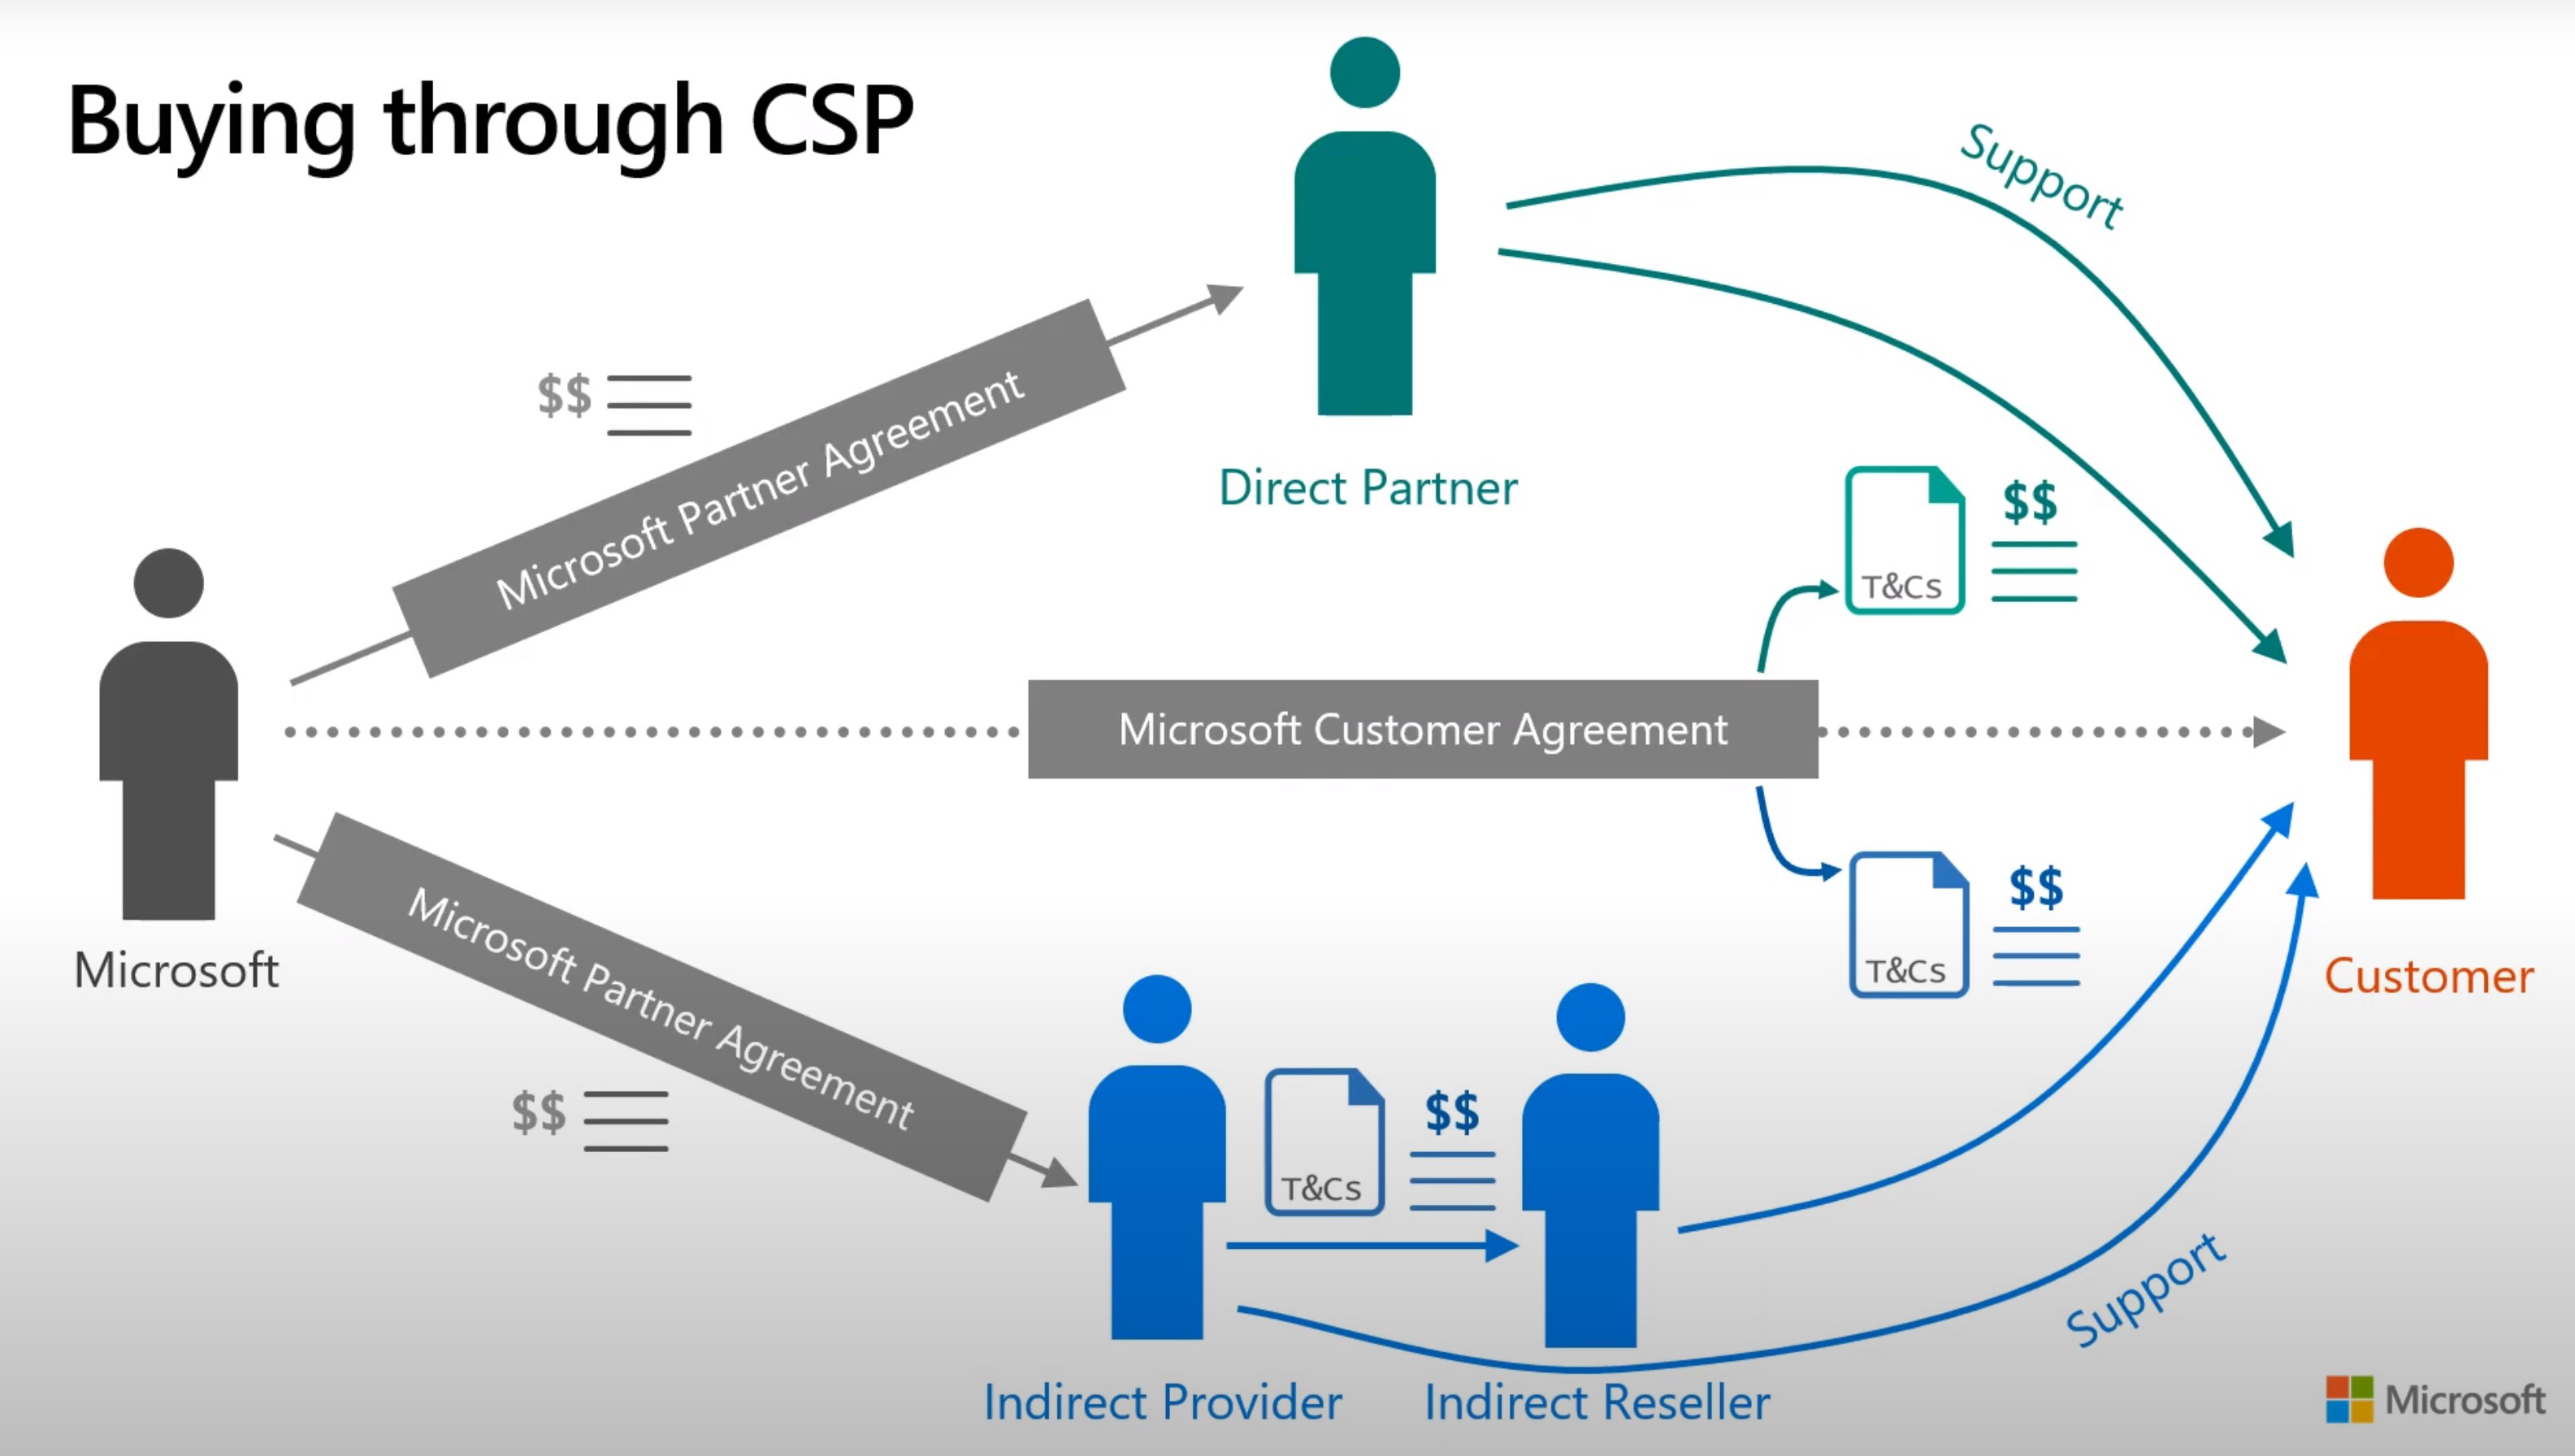 Buying through CSP
Support
$$
Microsoft Partner Agreement
Direct Partner
T&Cs
$$
Microsoft Customer Agreement
Microsoft
T&Cs
$$
Customer
Microsoft Partner Agreement
$$
T&Cs
$$
Support
Indirect Provider
Indirect Reseller
Microsoft